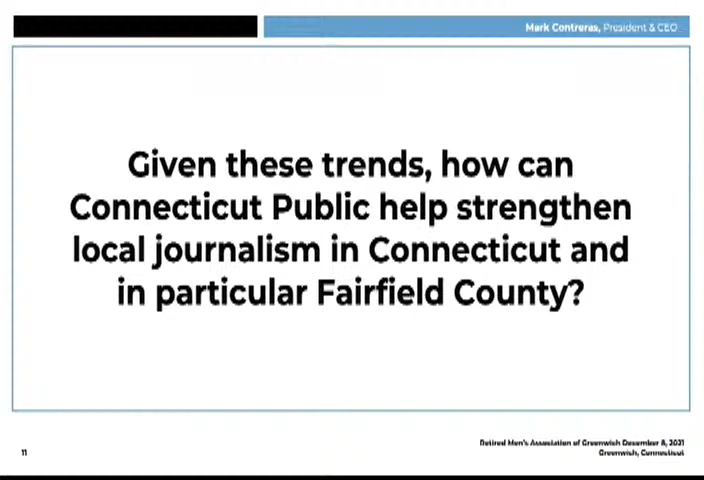 Mark Contreras, President & CEO
Given these trends, how can
Connecticut Public help strengthen
local journalism in Connecticut and
in particular Fairfield County?
11
Retired Men's Association of Greenwich December 8, 2021
Greenwich, Connecticut